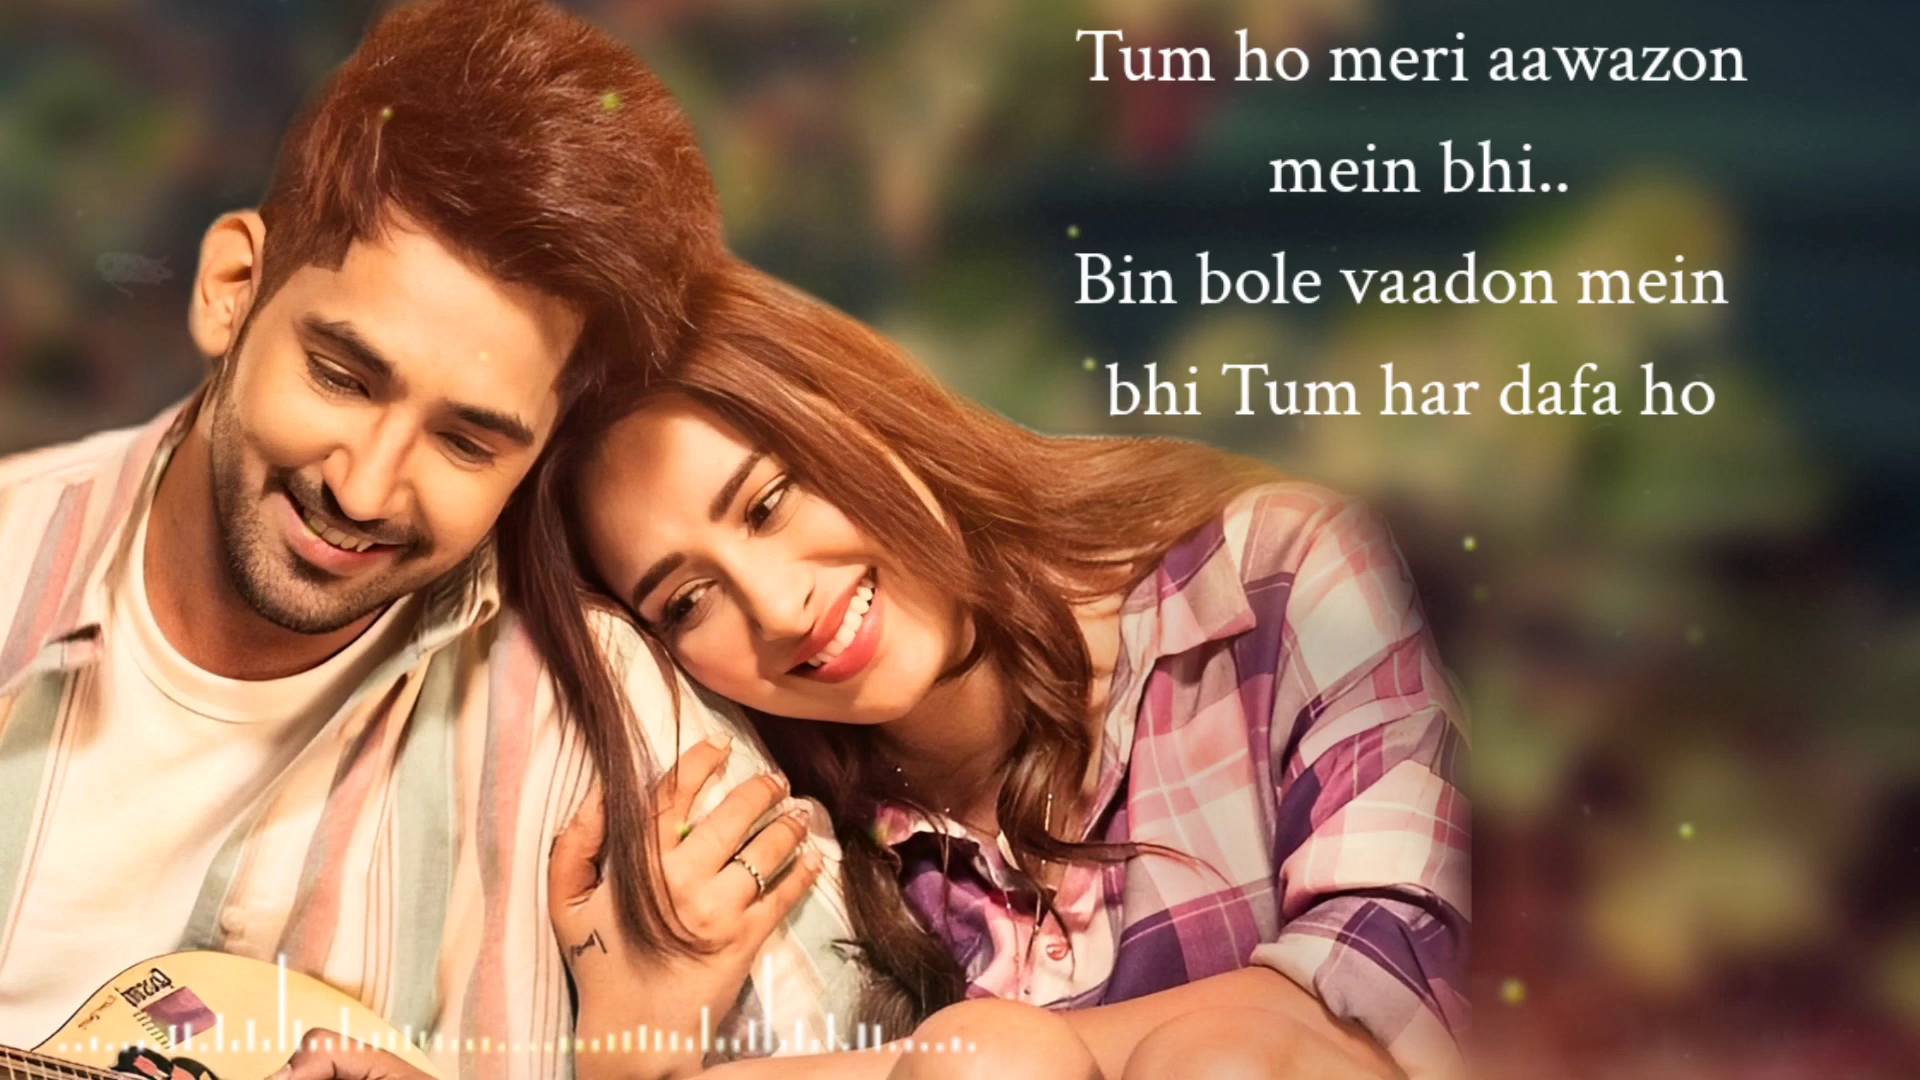 Tum ho meri aawazon
mein bhi..
Bin bole vaadon mein
bhi Tum har dafa ho